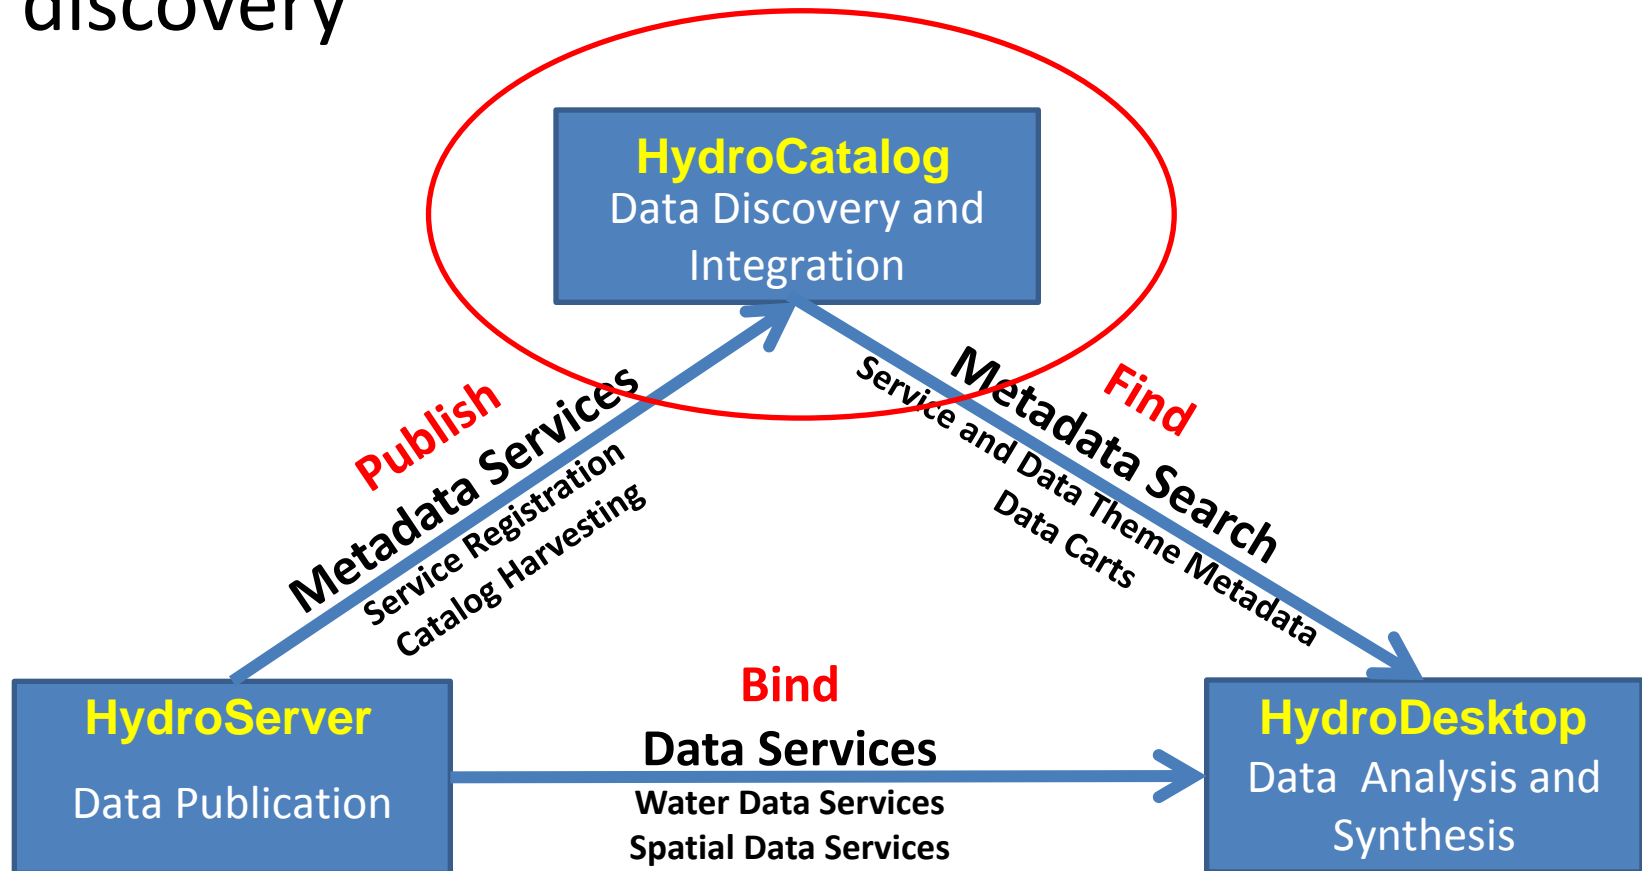 discovery
HydroCatalog
Data Discovery and
Integration
Publish
Metadata Services
Service Registration
Catalog Harvesting
Find
Metadata Search
Service and Data Theme Metadata
Data Carts
Bind
Data Services
Water Data Services
Spatial Data Services
HydroServer
Data Publication
HydroDesktop
Data  Analysis and
Synthesis